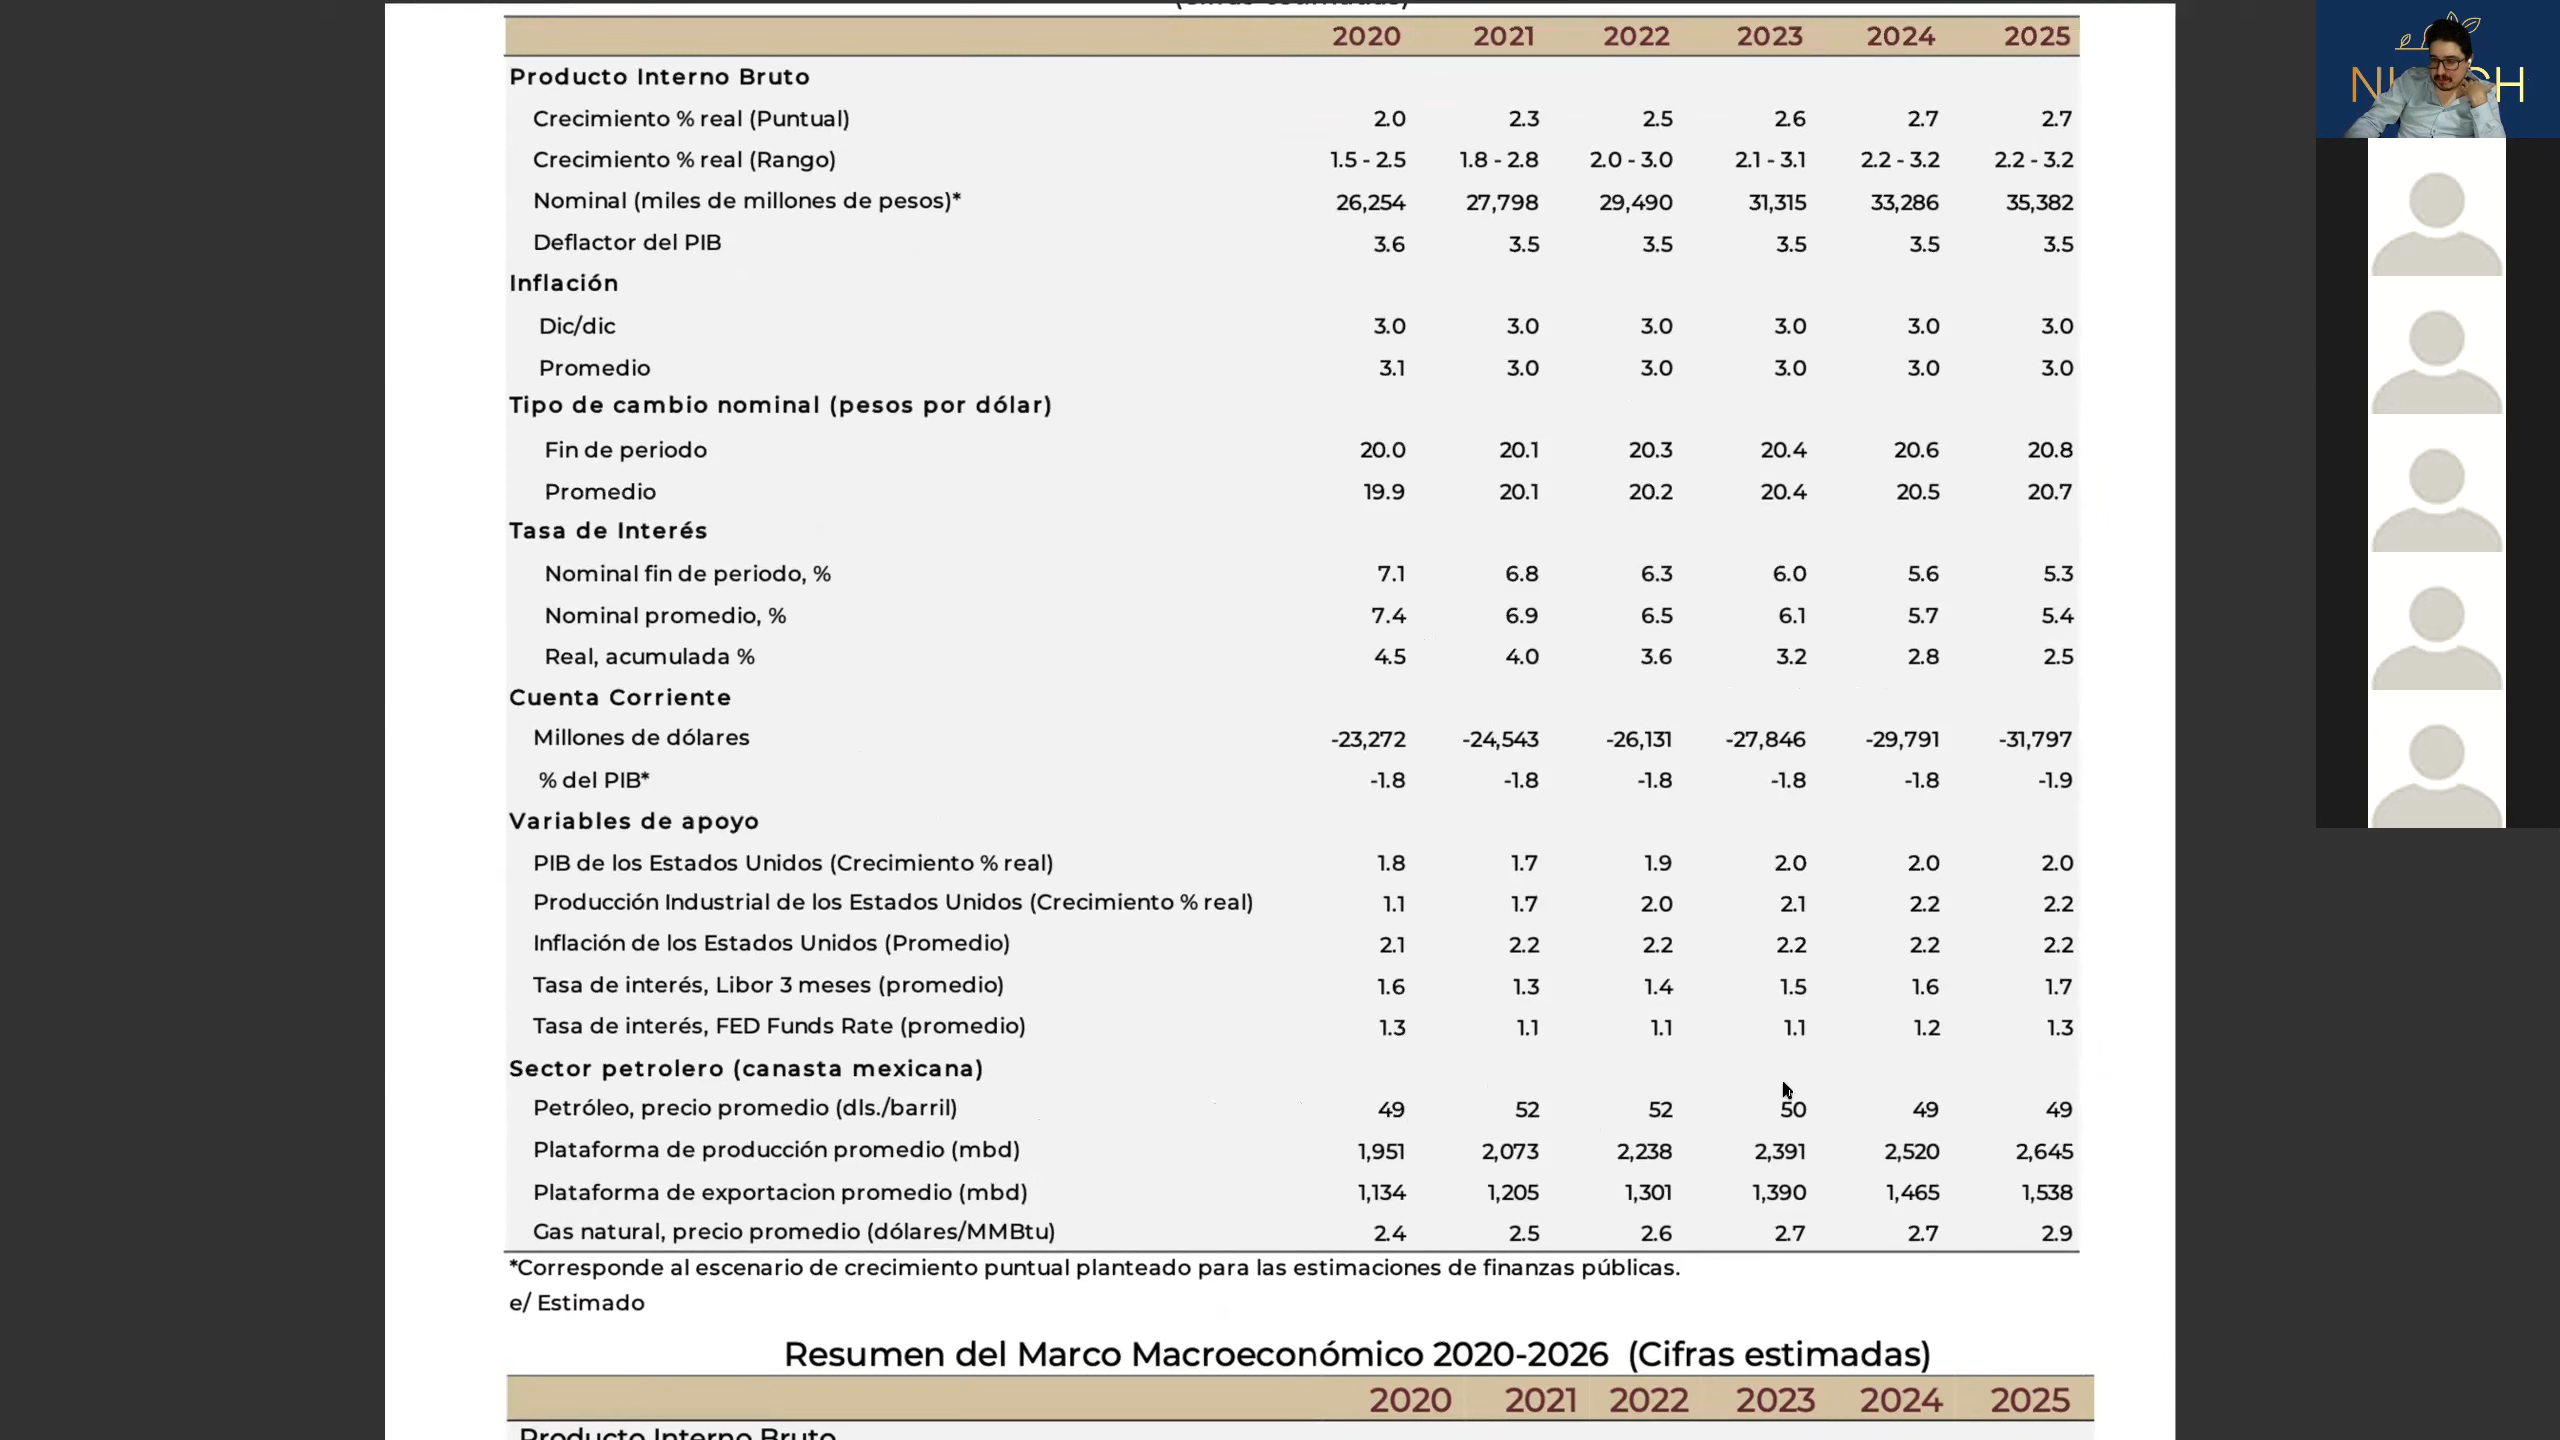 2020 2021 2022 2023 2024 2025
Producto Interno Bruto
Crecimiento % real (Puntual) 2.0 2.3 2.5 2.6 2.7 2.7
Crecimiento % real (Rango) 1.5 - 2.5 1.8 - 2.8 2.0 - 3.0 2.1 - 3.1 2.2 - 3.2 2.2 - 3.2
Nominal (miles de millones de pesos)* 26,254 27,798 29,490 31,315 33,286 35,382
Deflactor del PIB 3.6 3.5 3.5 3.5 3.5 3.5
Inflación
Dic/dic 3.0 3.0 3.0 3.0 3.0 3.0
Promedio 3.1 3.0 3.0 3.0 3.0 3.0
Tipo de cambio nominal (pesos por dólar)
Fin de periodo 20.0 20.1 20.3 20.4 20.6 20.8
Promedio 19.9 20.1 20.2 20.4 20.5 20.7
Tasa de Interés
Nominal fin de periodo, % 7.1 6.8 6.3 6.0 5.6 5.3
Nominal promedio, % 7.4 6.9 6.5 6.1 5.7 5.4
Real, acumulada % 4.5 4.0 3.6 3.2 2.8 2.5
Cuenta Corriente
Millones de dólares -23,272 -24,543 -26,131 -27,846 -29,791 -31,797
% del PIB* -1.8 -1.8 -1.8 -1.8 -1.8 -1.9
Variables de apoyo
PIB de los Estados Unidos (Crecimiento % real) 1.8 1.7 1.9 2.0 2.0 2.0
Producción Industrial de los Estados Unidos (Crecimiento % real) 1.1 1.7 2.0 2.1 2.2 2.2
Inflación de los Estados Unidos (Promedio) 2.1 2.2 2.2 2.2 2.2 2.2
Tasa de interés, Libor 3 meses (promedio) 1.6 1.3 1.4 1.5 1.6 1.7
Tasa de interés, FED Funds Rate (promedio) 1.3 1.1 1.1 1.1 1.2 1.3
Sector petrolero (canasta mexicana)
Petróleo, precio promedio (dls./barril) 49 52 52 50 49 49
Plataforma de producción promedio (mbd) 1,951 2,073 2,238 2,391 2,520 2,645
Plataforma de exportacion promedio (mbd) 1,134 1,205 1,301 1,390 1,465 1,538
Gas natural, precio promedio (dólares/MMBtu) 2.4 2.5 2.6 2.7 2.7 2.9
*Corresponde al escenario de crecimiento puntual planteado para las estimaciones de finanzas públicas.
e/ Estimado
Resumen del Marco Macroeconómico 2020-2026 (Cifras estimadas)
2020 2021 2022 2023 2024 2025
Producto Interno Bruto